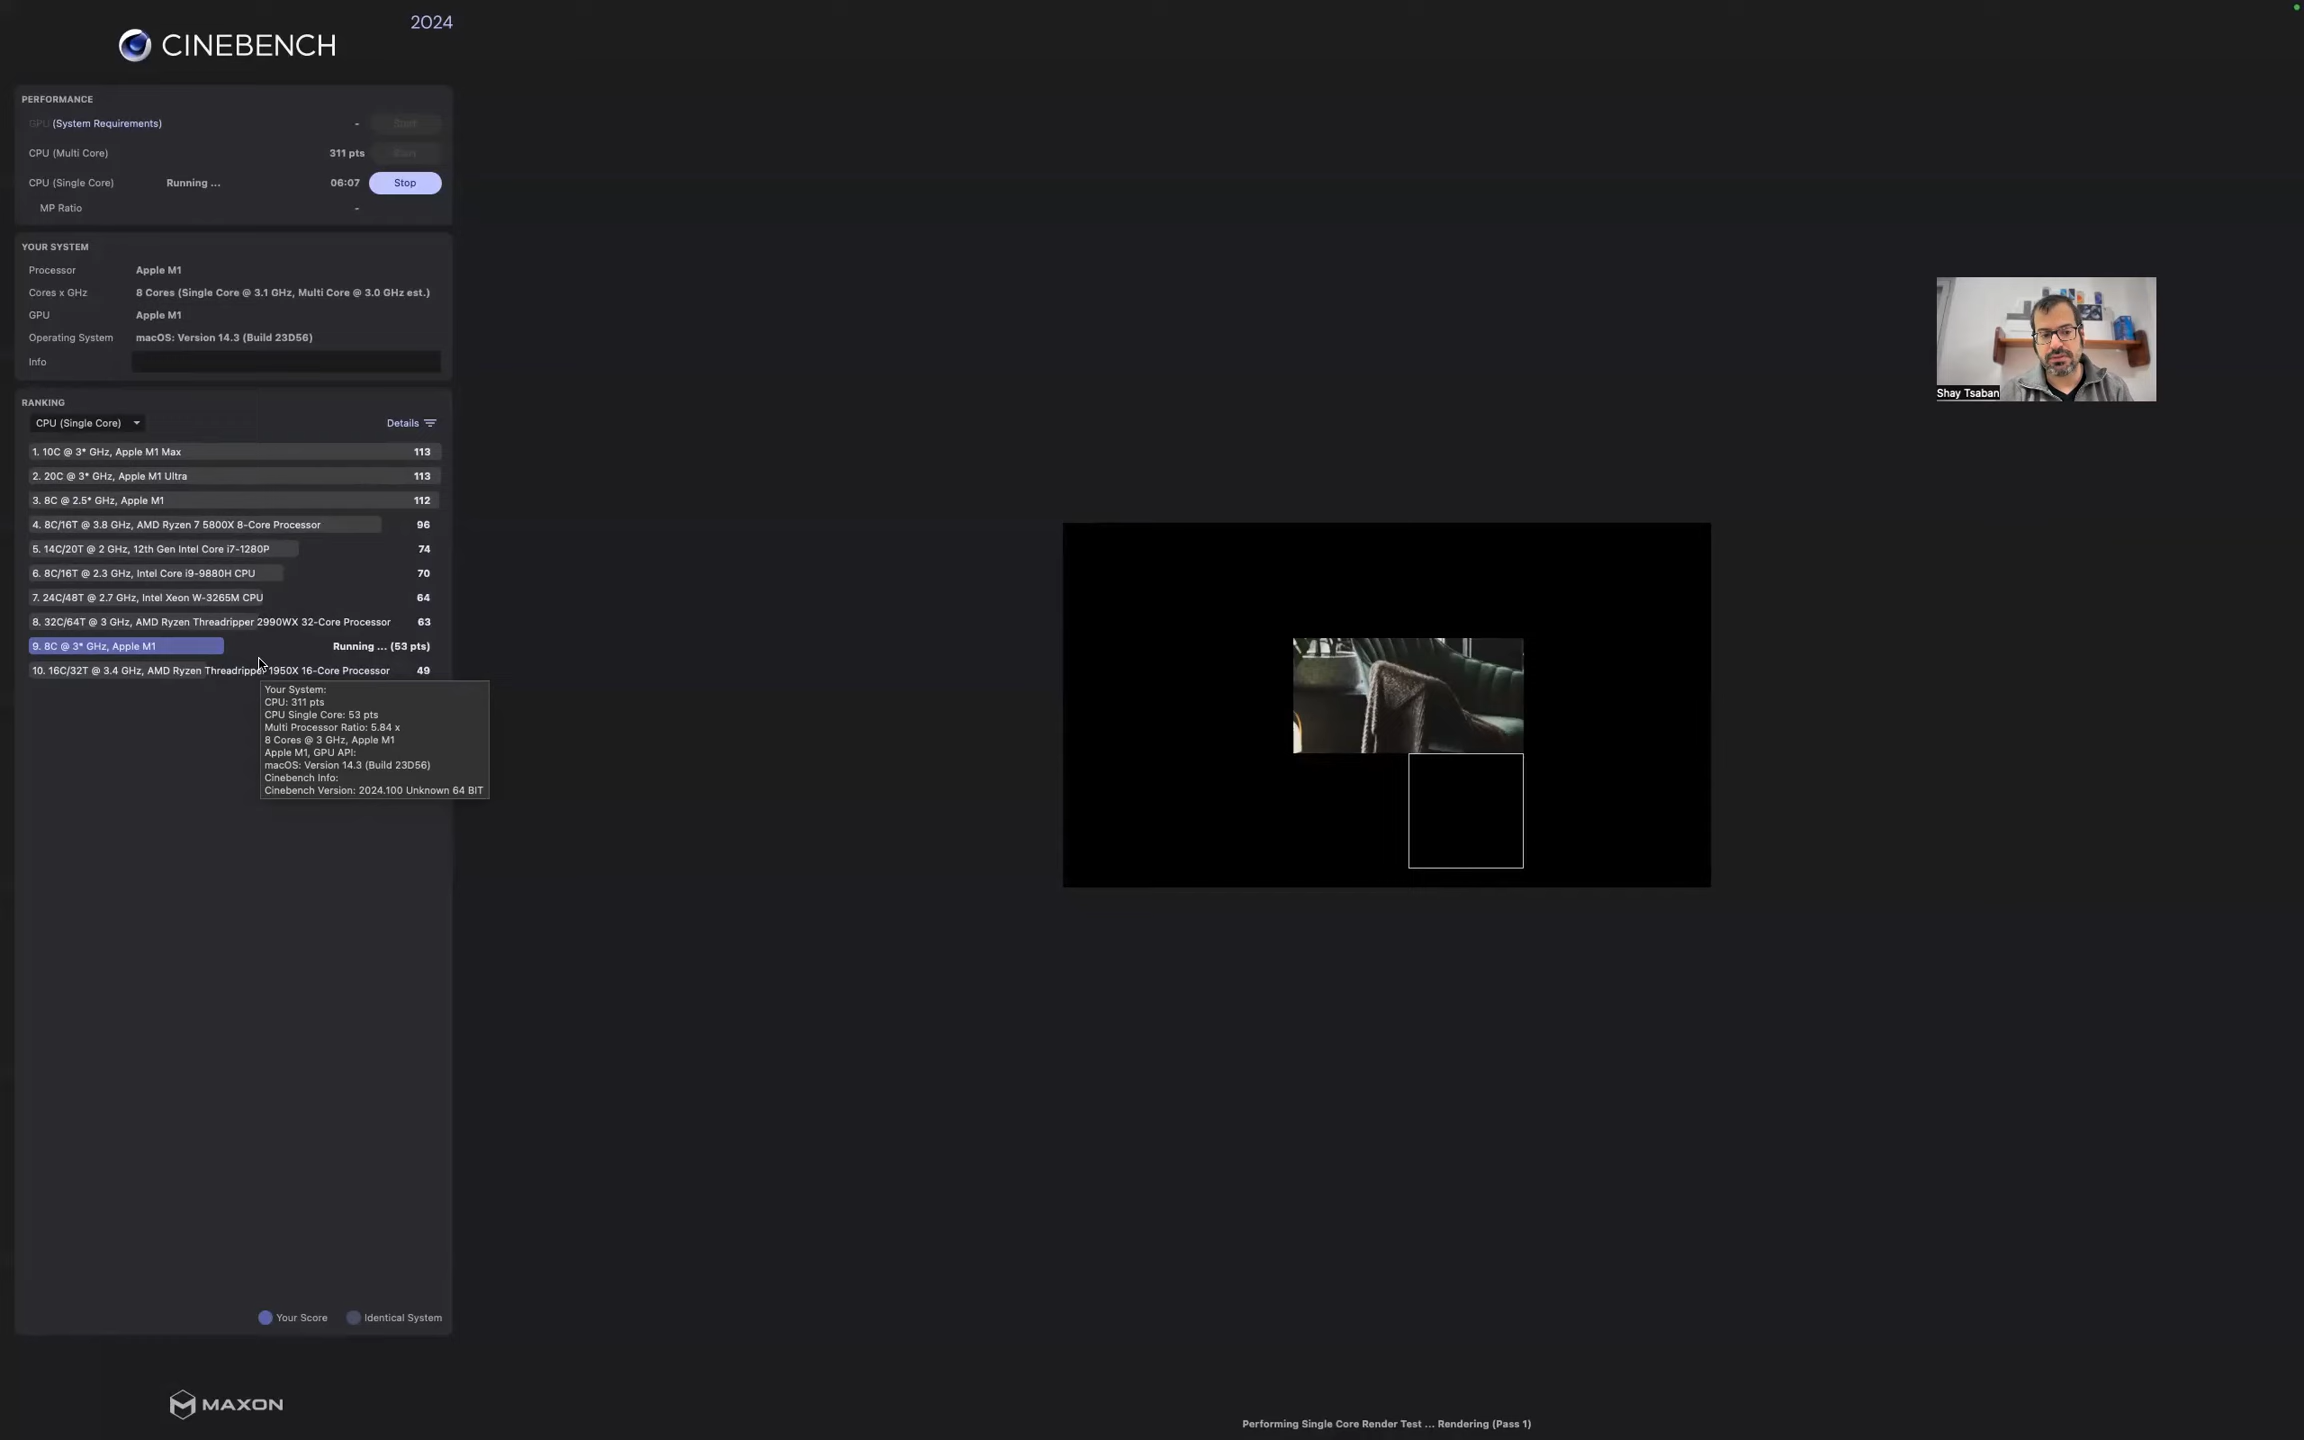 2024
CINEBENCH
PERFORMANCE
GPU (System Requirements) - Start
CPU (Multi Core) 311 pts Start
CPU (Single Core) Running ... 06:07 Stop
MP Ratio -
YOUR SYSTEM
Processor Apple M1
Cores x GHz 8 Cores (Single Core @ 3.1 GHz, Multi Core @ 3.0 GHz est.)
GPU Apple M1
Operating System macOS: Version 14.3 (Build 23D56)
Info
RANKING
CPU (Single Core) Details
1. 10C @ 3* GHz, Apple M1 Max 113
2. 20C @ 3* GHz, Apple M1 Ultra 113
3. 8C @ 2.5* GHz, Apple M1 112
4. 8C/16T @ 3.8 GHz, AMD Ryzen 7 5800X 8-Core Processor 96
5. 14C/20T @ 2 GHz, 12th Gen Intel Core i7-1280P 74
6. 8C/16T @ 2.3 GHz, Intel Core i9-9880H CPU 70
7. 24C/48T @ 2.7 GHz, Intel Xeon W-3265M CPU 64
8. 32C/64T @ 3 GHz, AMD Ryzen Threadripper 2990WX 32-Core Processor 63
9. 8C @ 3* GHz, Apple M1 Running ... (53 pts)
10. 16C/32T @ 3.4 GHz, AMD Ryzen Threadripper 1950X 16-Core Processor 49
Your System:
CPU: 311 pts
CPU Single Core: 53 pts
Multi Processor Ratio: 5.84 x
8 Cores @ 3 GHz, Apple M1
Apple M1, GPU API:
macOS: Version 14.3 (Build 23D56)
Cinebench Info:
Cinebench Version: 2024.100 Unknown 64 BIT
Your Score Identical System
MAXON
Shay Tsaban
Performing Single Core Render Test ... Rendering (Pass 1)